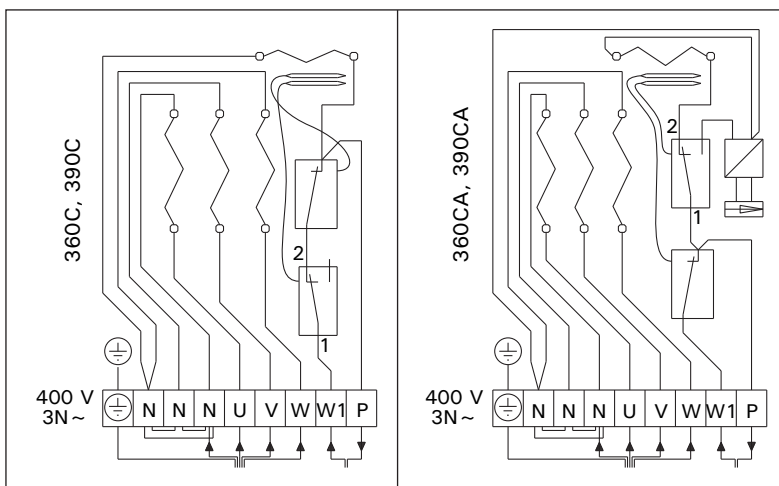 360C, 390C
2
1
400 V
3N~
N N N U V W W1 P
360CA, 390CA
2
1
400 V
3N~
N N N U V W W1 P